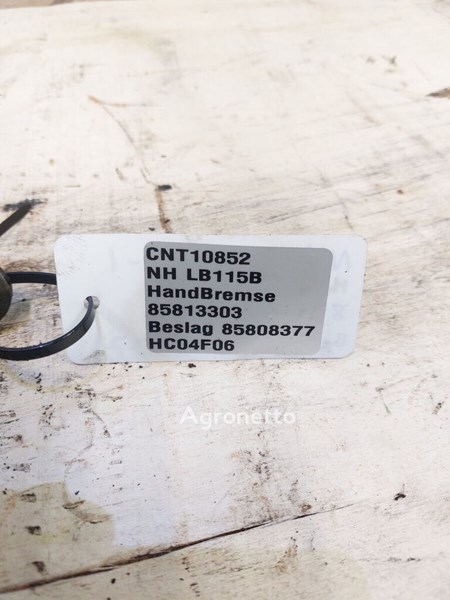 CNT10852
NH LB115B
HandBremse
85813303
Beslag 85808377
HC04F06
Agronetto